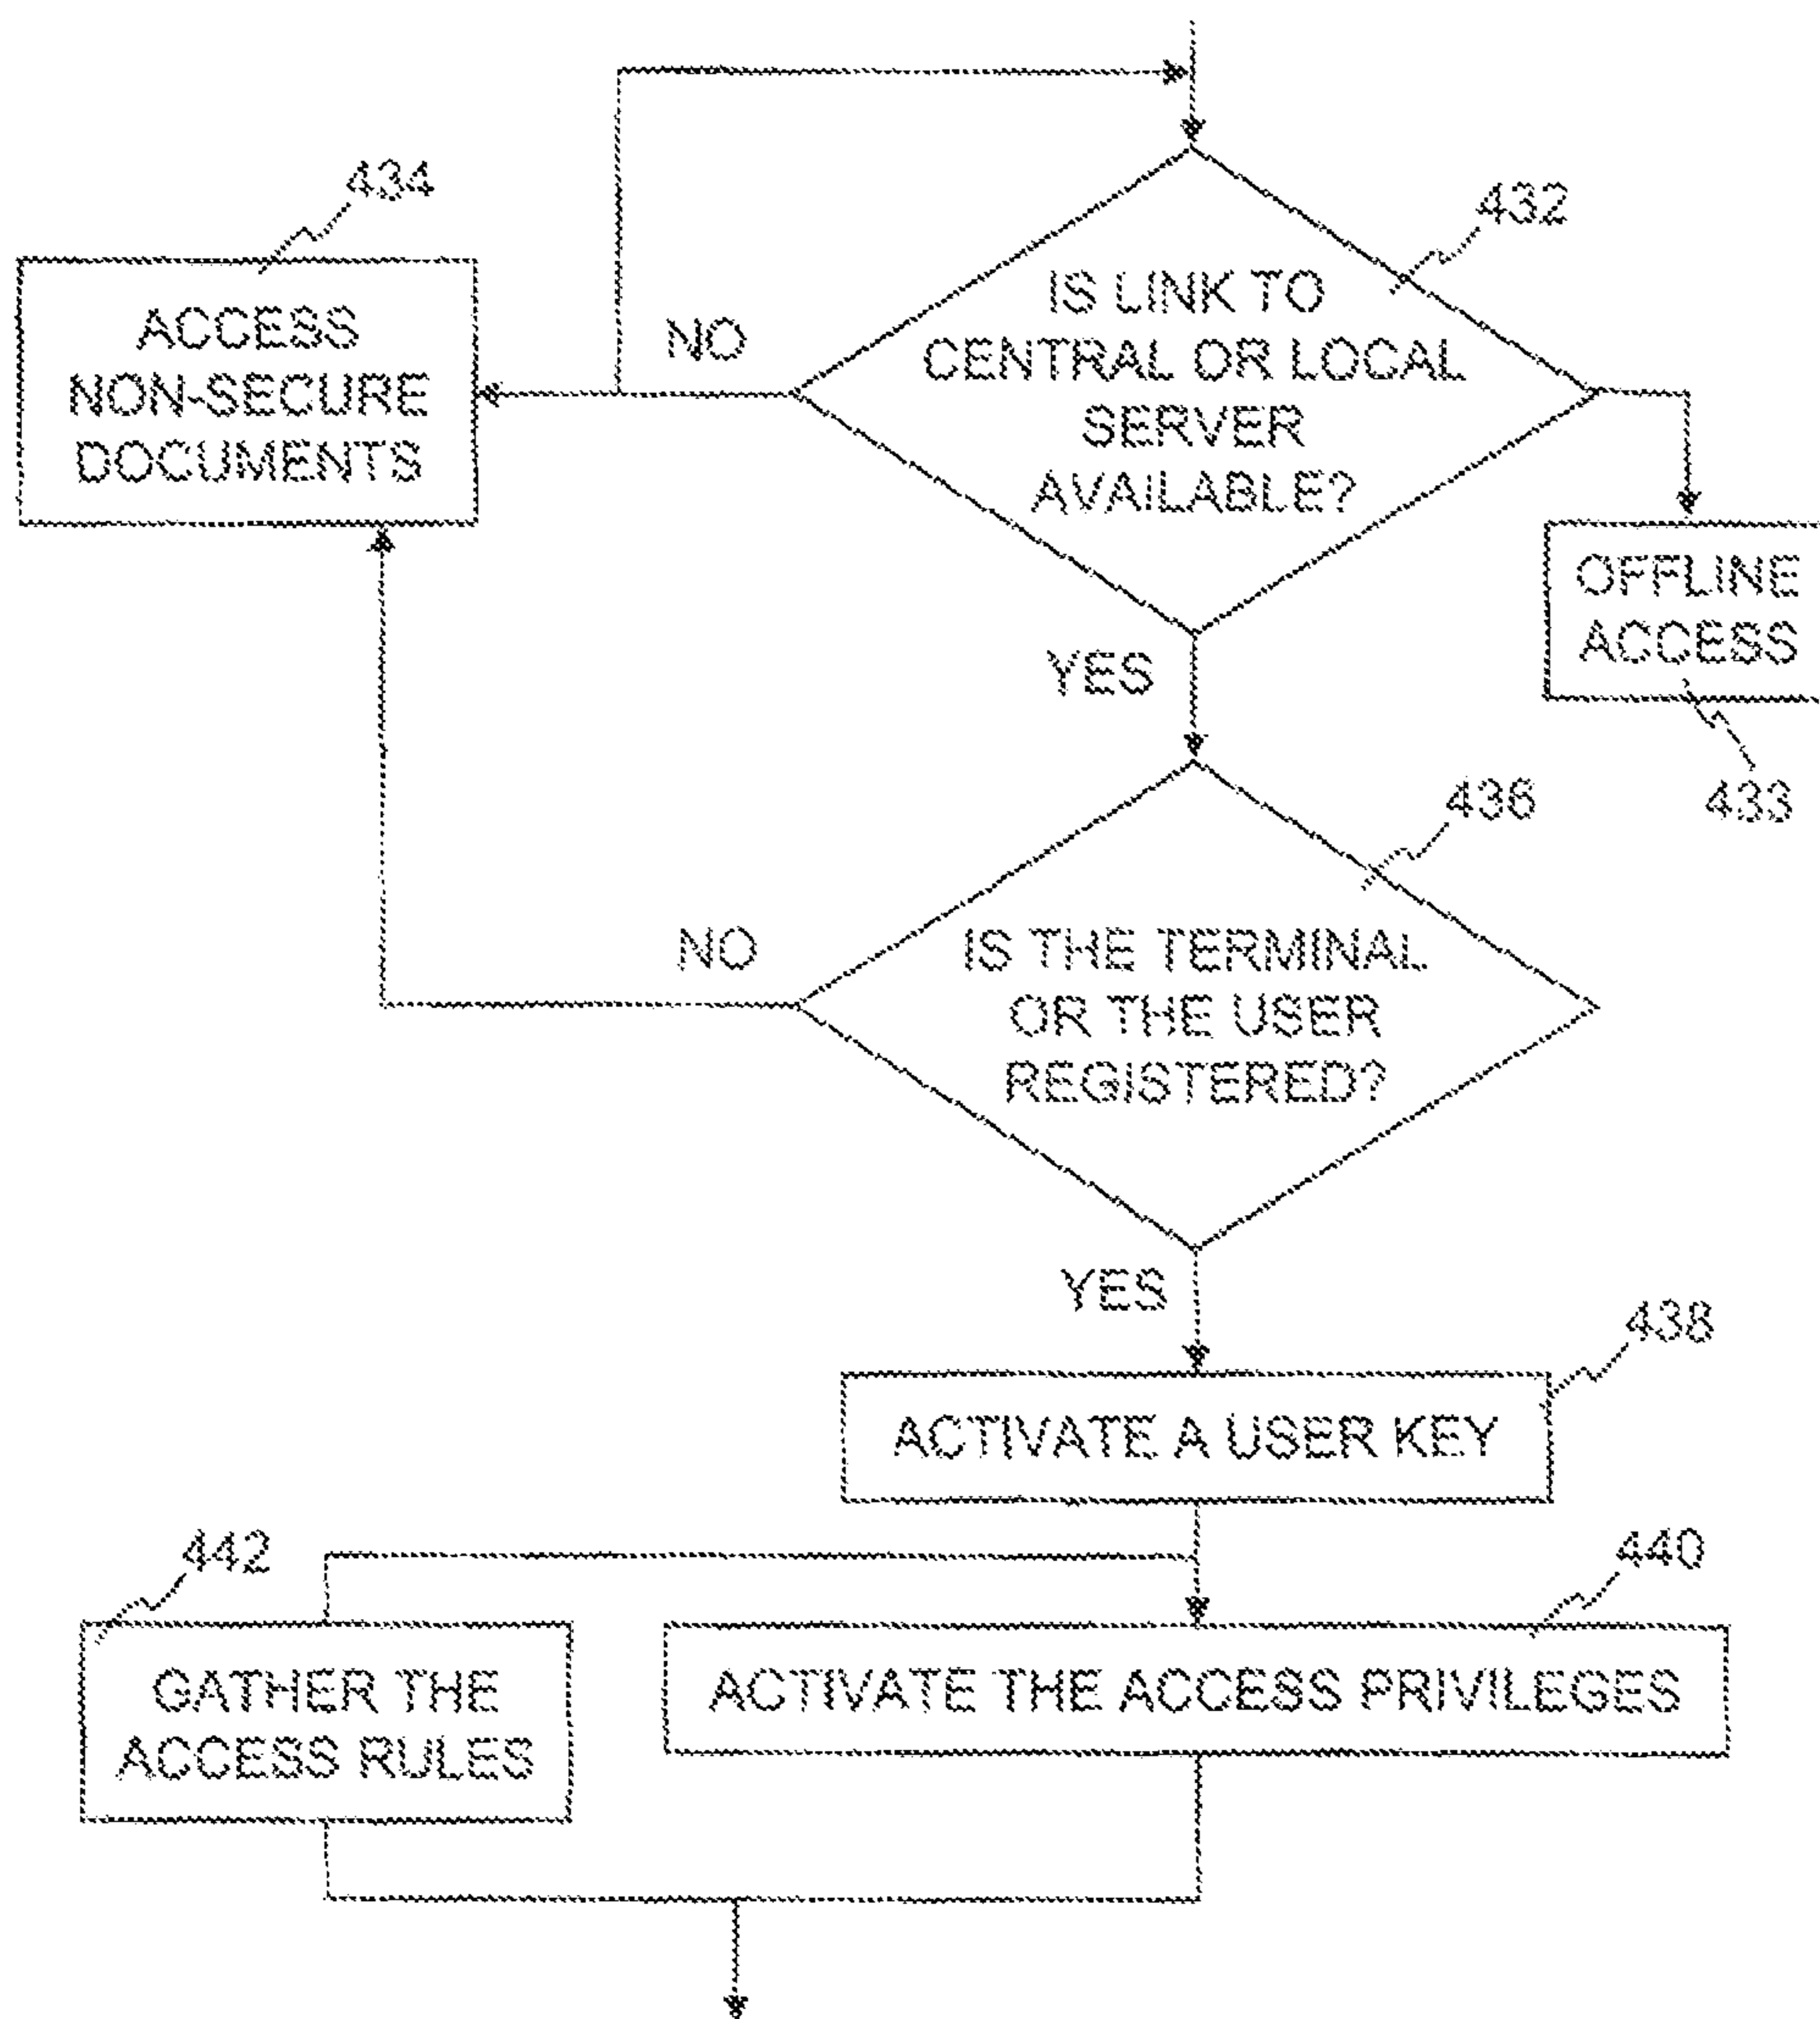 434
432
ACCESS
NON-SECURE
DOCUMENTS
NO
IS LINK TO
CENTRAL OR LOCAL
SERVER
AVAILABLE?
OFFLINE
ACCESS
433
YES
436
NO
IS THE TERMINAL
OR THE USER
REGISTERED?
YES
438
ACTIVATE A USER KEY
442
440
GATHER THE
ACCESS RULES
ACTIVATE THE ACCESS PRIVILEGES